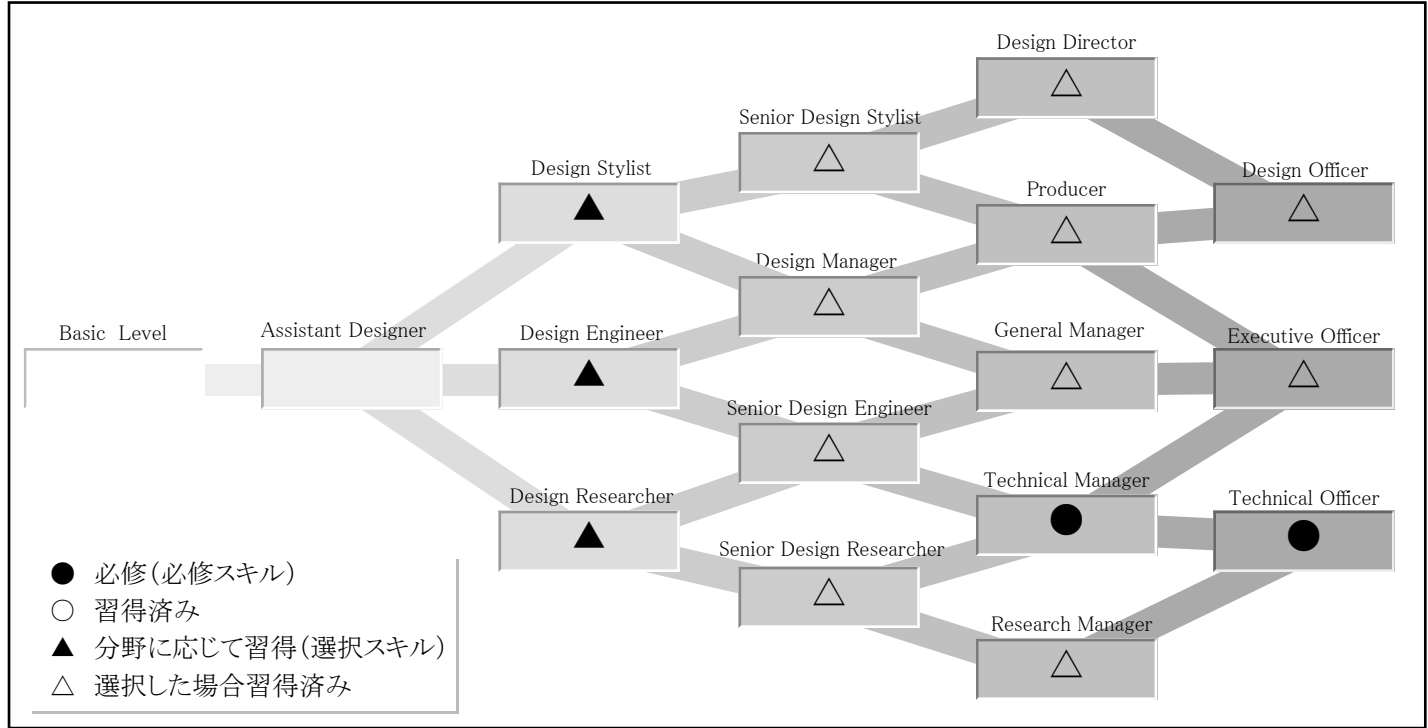 Design Director
Senior Design Stylist
Design Stylist
Producer
Design Officer
Design Manager
Basic Level
Assistant Designer
Design Engineer
General Manager
Executive Officer
Senior Design Engineer
Design Researcher
Technical Manager
Technical Officer
Senior Design Researcher
Research Manager
● 必修(必修スキル)
○ 習得済み
▲ 分野に応じて習得(選択スキル)
△ 選択した場合習得済み